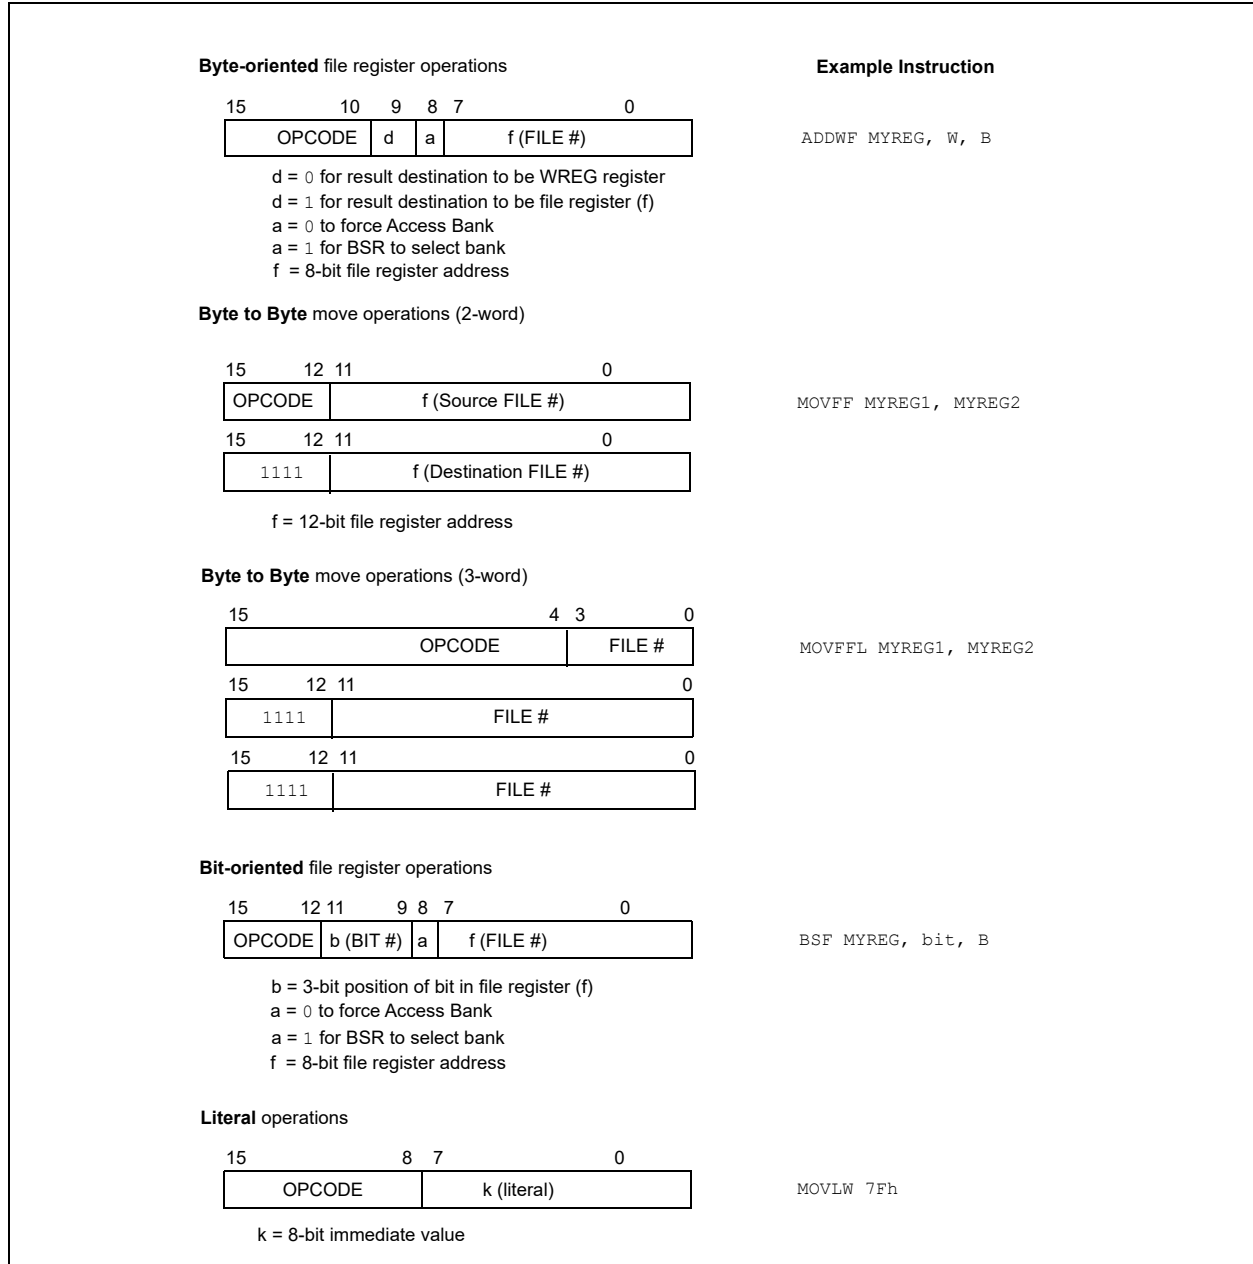 Byte-oriented file register operations Example Instruction
15 10 9 8 7 0
OPCODE d a f (FILE #) ADDWF MYREG, W, B
d = 0 for result destination to be WREG register
d = 1 for result destination to be file register (f)
a = 0 to force Access Bank
a = 1 for BSR to select bank
f = 8-bit file register address
Byte to Byte move operations (2-word)
15 12 11 0
OPCODE f (Source FILE #) MOVFF MYREG1, MYREG2
15 12 11 0
1111 f (Destination FILE #)
f = 12-bit file register address
Byte to Byte move operations (3-word)
15 4 3 0
OPCODE FILE # MOVFFL MYREG1, MYREG2
15 12 11 0
1111 FILE #
15 12 11 0
1111 FILE #
Bit-oriented file register operations
15 12 11 9 8 7 0
OPCODE b (BIT #) a f (FILE #) BSF MYREG, bit, B
b = 3-bit position of bit in file register (f)
a = 0 to force Access Bank
a = 1 for BSR to select bank
f = 8-bit file register address
Literal operations
15 8 7 0
OPCODE k (literal) MOVLW 7Fh
k = 8-bit immediate value